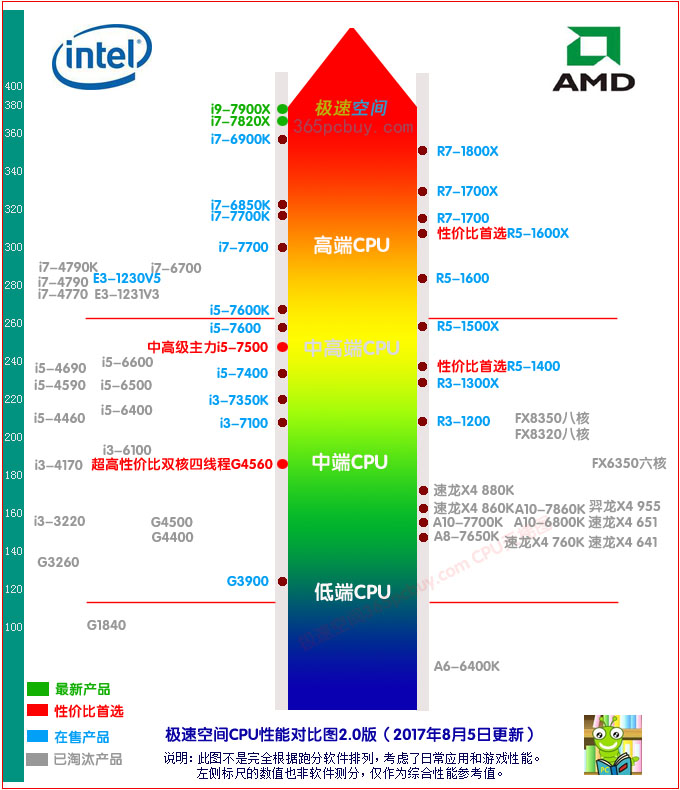 intel
AMD
400
380
360
340
320
300
280
260
240
220
200
180
160
140
120
100
极速空间
365pcbuy.com
高端CPU
中高端CPU
中端CPU
低端CPU
i9-7900X
i7-7820X
i7-6900K
i7-6850K
i7-7700K
i7-7700
i7-4790K
i7-6700
i7-4790
E3-1230V5
i7-4770
E3-1231V3
i5-7600K
i5-7600
中高级主力i5-7500
i5-4690
i5-6600
i5-7400
i5-4590
i5-6500
i3-7350K
i5-4460
i5-6400
i3-7100
i3-6100
i3-4170
超高性价比双核四线程G4560
i3-3220
G4500
G4400
G3260
G3900
G1840
R7-1800X
R7-1700X
R7-1700
性价比首选R5-1600X
R5-1600
R5-1500X
性价比首选R5-1400
R3-1300X
R3-1200
FX8350八核
FX8320八核
FX6350六核
速龙X4 880K
速龙X4 860K
A10-7860K
羿龙X4 955
A10-7700K
A10-6800K
速龙X4 651
A8-7650K
速龙X4 760K
速龙X4 641
A6-6400K
最新产品
性价比首选
在售产品
已淘汰产品
极速空间CPU性能对比图2.0版（2017年8月5日更新）
说明：此图不是完全根据跑分软件排列，考虑了日常应用和游戏性能。
左侧标尺的数值也非软件测分，仅作为综合性能参考值。